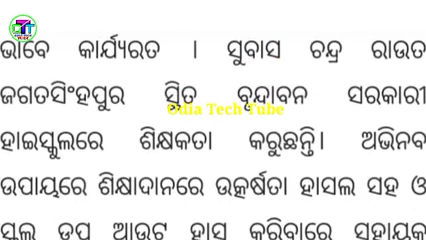 ଭାବେ କାର୍ଯ୍ୟରତ । ସୁବାସ ଚନ୍ଦ୍ର ରାଉତ
ଜଗତସିଂହପୁର ସ୍ଥିତ ବୃନ୍ଦାବନ ସରକାରୀ
Odia Tech Tube
ହାଇସ୍କୁଲରେ ଶିକ୍ଷକତା କରୁଛନ୍ତି। ଅଭିନବ
ଉପାୟରେ ଶିକ୍ଷାଦାନରେ ଉତ୍କର୍ଷତା ହାସଲ ସହ ଓ
ସ୍କୁଲ ଡ୍ରପ ଆଉଟ ହ୍ରାସ କରିବାରେ ସହାୟକ